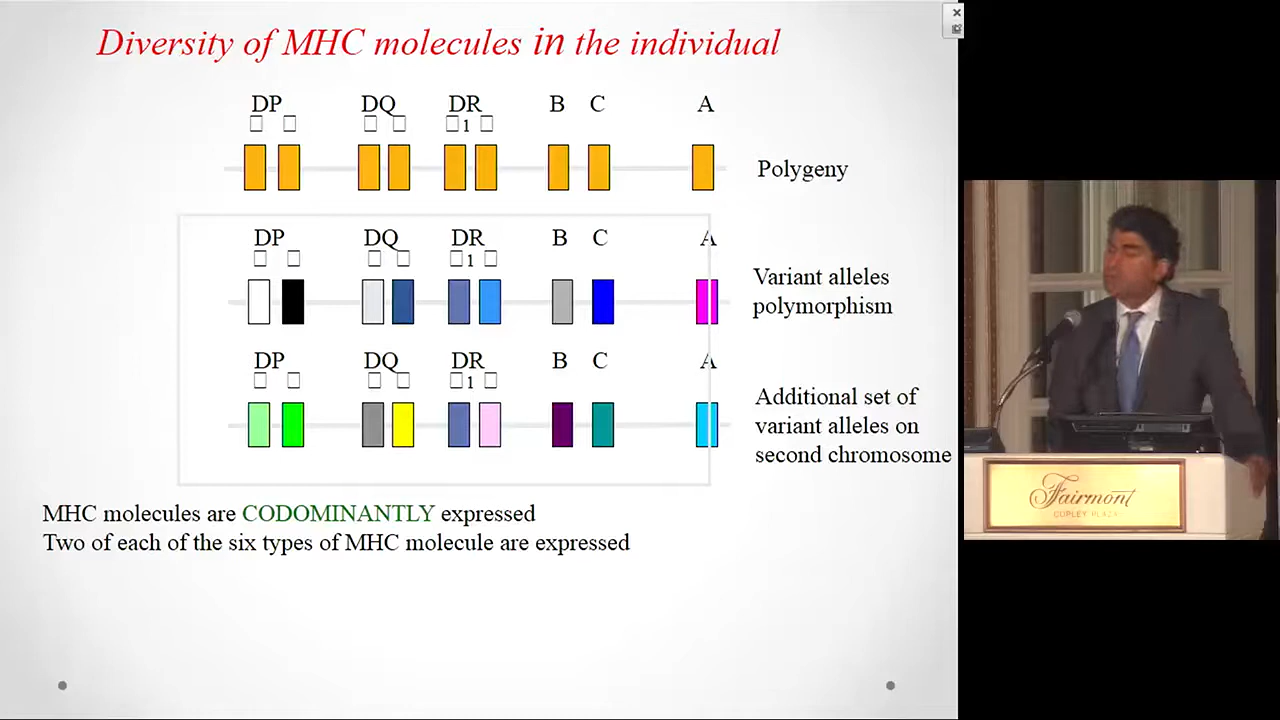 Diversity of MHC molecules in the individual
DP DQ DR B C A
1
Polygeny
DP DQ DR B C A
1
Variant alleles
polymorphism
DP DQ DR B C A
1
Additional set of
variant alleles on
second chromosome
MHC molecules are CODOMINANTLY expressed
Two of each of the six types of MHC molecule are expressed
Fairmont
COPLEY PLAZA